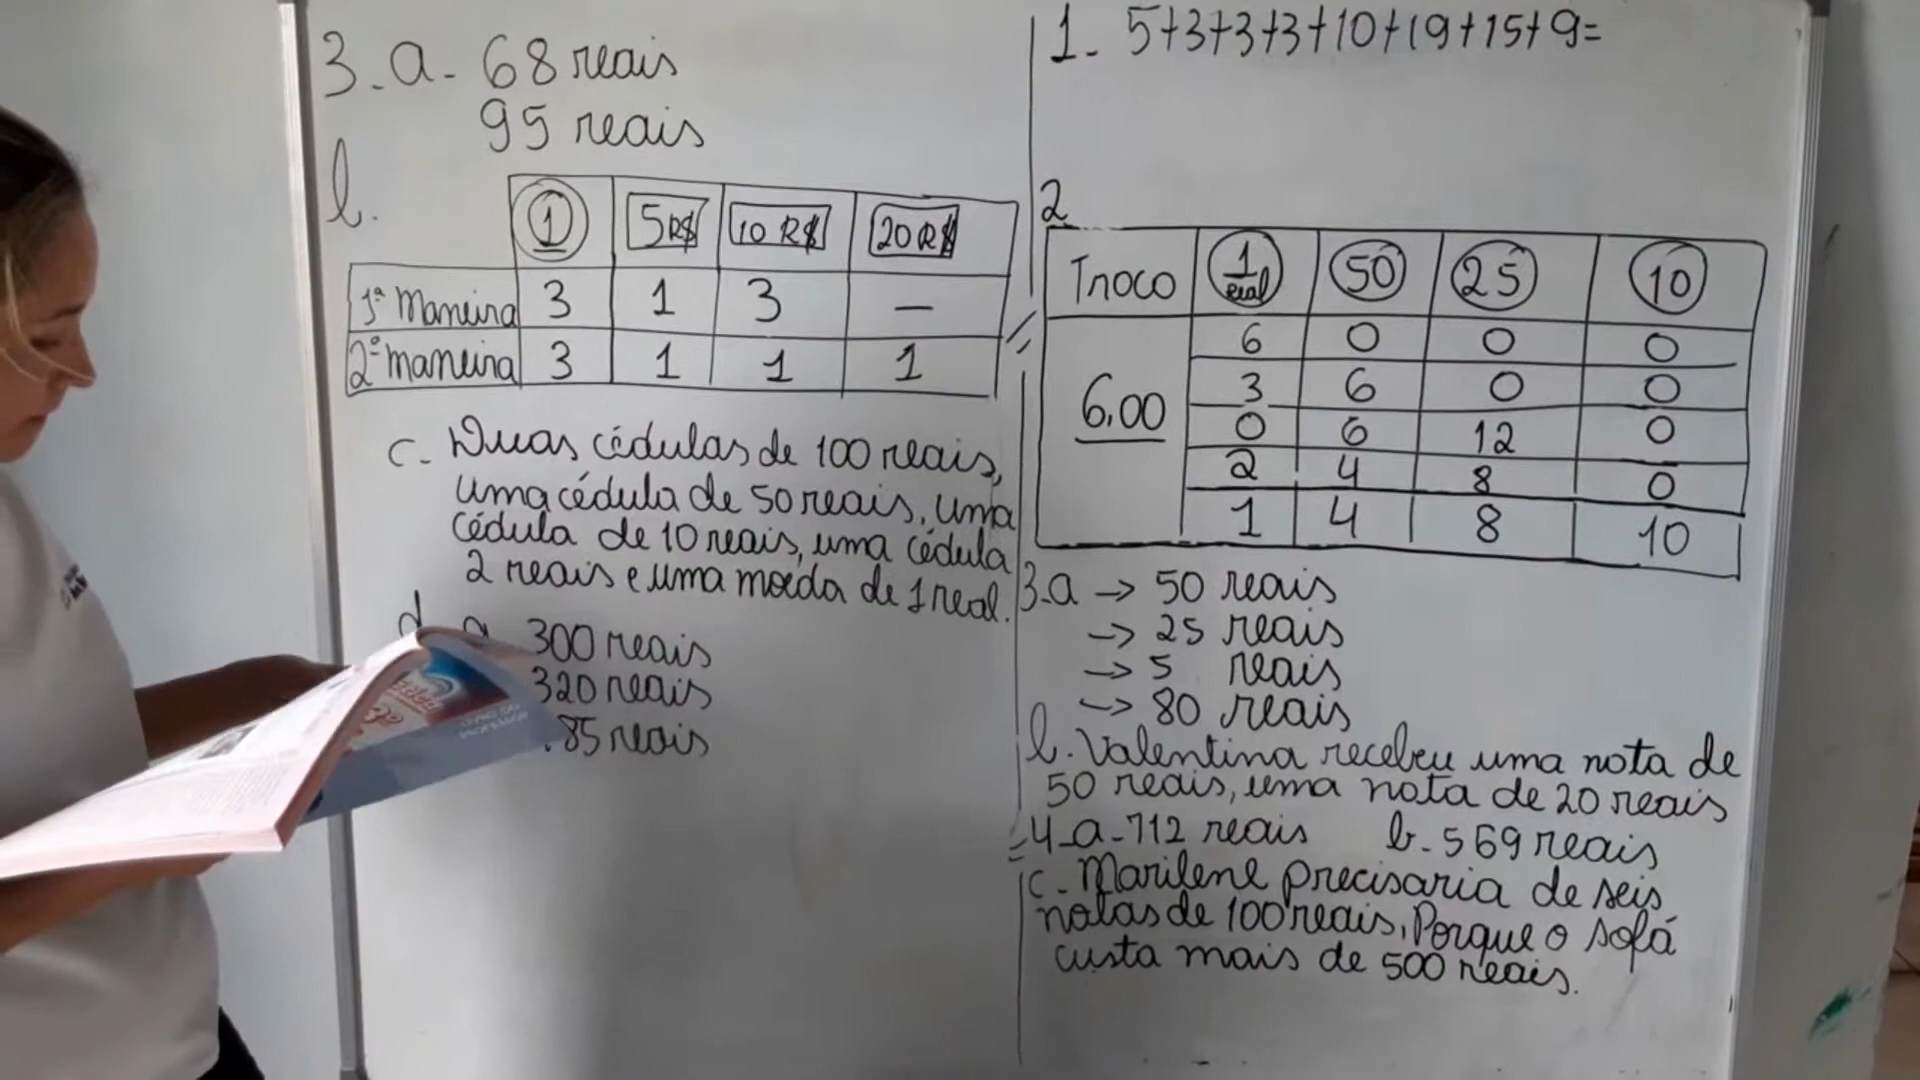 3-a- 68 reais
95 reais
b.
1 5R$ 10 R$ 20 R$
1ª Maneira 3 1 3 —
2ª maneira 3 1 1 1
c- Duas cédulas de 100 reais,
uma cédula de 50 reais, uma
cédula de 10 reais, uma cédula
2 reais e uma moeda de 1 real.
d a 300 reais
320 reais
85 reais
1- 5+3+3+3+10+19+15+9=
2
Troco 1 real 50 25 10
6 0 0 0
3 6 0 0
6,00
0 6 12 0
2 4 8 0
1 4 8 10
3-a → 50 reais
→ 25 reais
→ 5 reais
→ 80 reais
b. Valentina recebeu uma nota de
50 reais, uma nota de 20 reais
4-a-712 reais b- 569 reais
c- Marilene precisaria de seis
notas de 100 reais, Porque o sofá
custa mais de 500 reais.